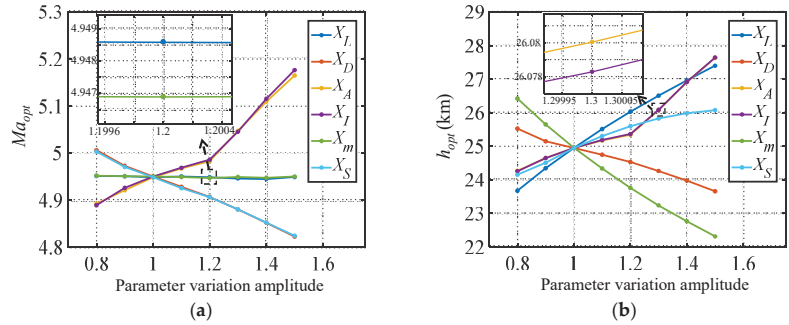 5.3
5.2
5.1
5
4.9
4.8
Ma_opt
4.949
4.948
4.947
1.1996
1.2
1.2004
X_L
X_D
X_A
X_I
X_m
X_S
0.8
1
1.2
1.4
1.6
Parameter variation amplitude
(a)
29
28
27
26
25
24
23
22
h_opt (km)
26.08
26.078
1.29995
1.3
1.30005
X_L
X_D
X_A
X_I
X_m
X_S
0.8
1
1.2
1.4
1.6
Parameter variation amplitude
(b)